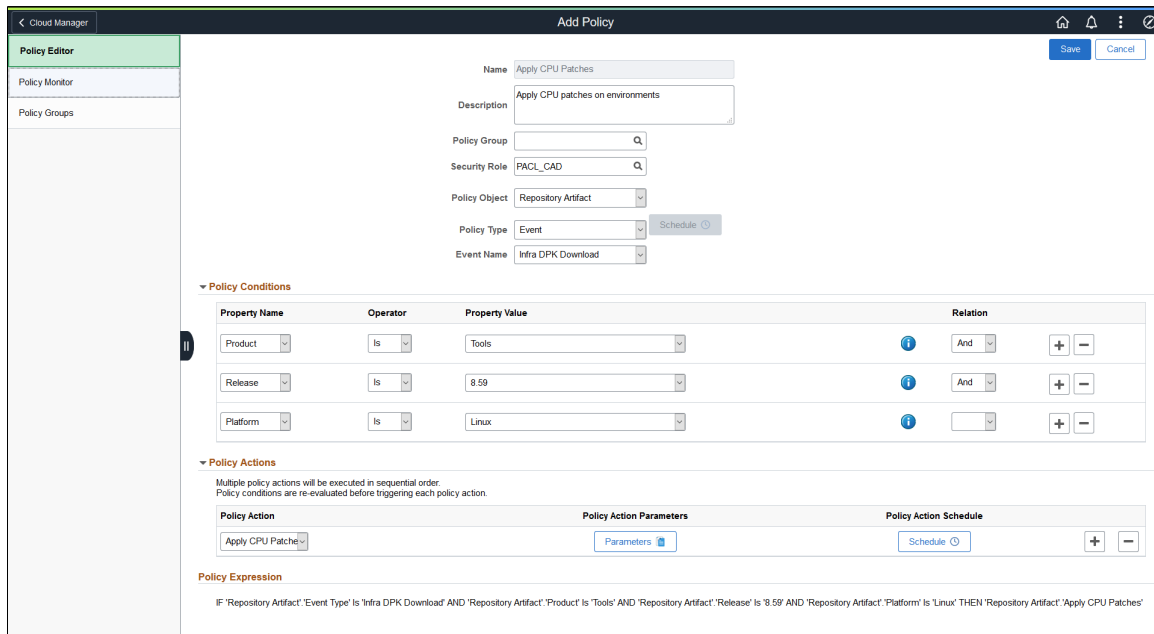 Cloud Manager
Add Policy
Policy Editor
Policy Monitor
Policy Groups
Save
Cancel
Name Apply CPU Patches
Description Apply CPU patches on environments
Policy Group
Security Role PACL_CAD
Policy Object Repository Artifact
Policy Type Event Schedule
Event Name Infra DPK Download
Policy Conditions
Property Name Operator Property Value Relation
Product Is Tools And
Release Is 8.59 And
Platform Is Linux
Policy Actions
Multiple policy actions will be executed in sequential order.
Policy conditions are re-evaluated before triggering each policy action.
Policy Action Policy Action Parameters Policy Action Schedule
Apply CPU Patche Parameters Schedule
Policy Expression
IF 'Repository Artifact'.'Event Type' Is 'Infra DPK Download' AND 'Repository Artifact'.'Product' Is 'Tools' AND 'Repository Artifact'.'Release' Is '8.59' AND 'Repository Artifact'.'Platform' Is 'Linux' THEN 'Repository Artifact'.'Apply CPU Patches'